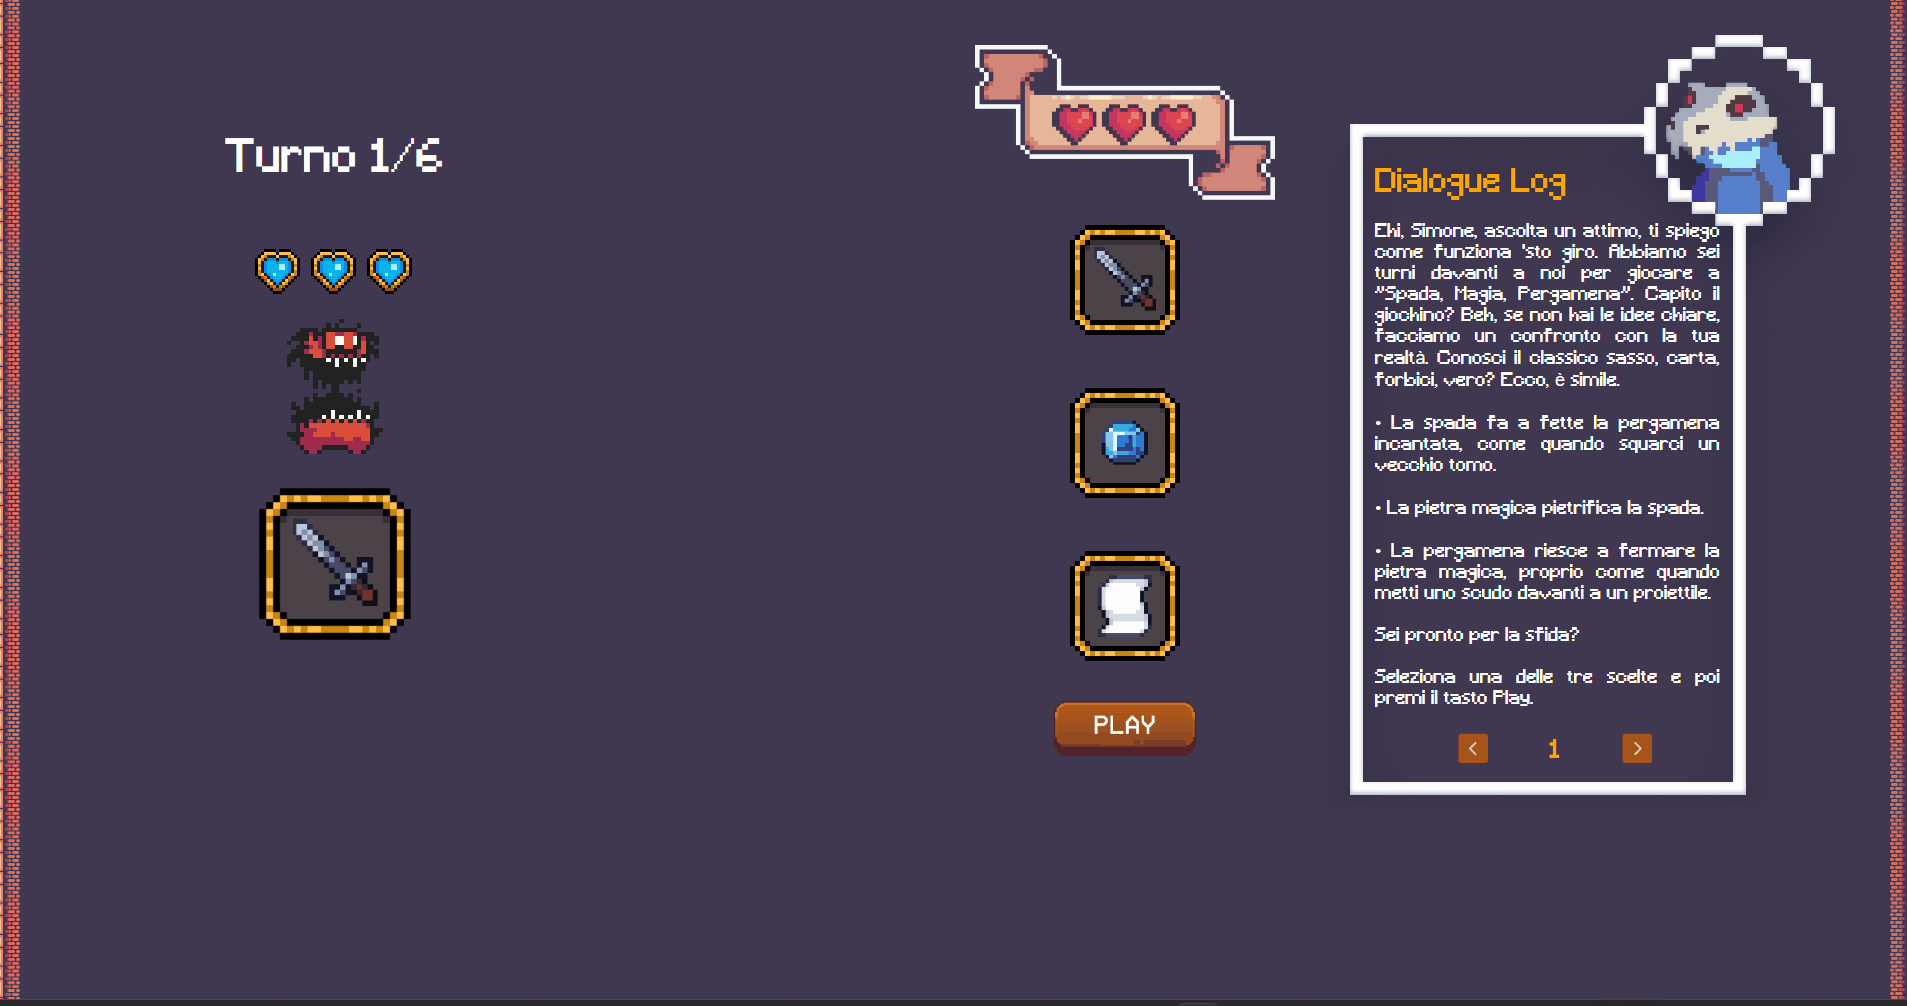 Turno 1/6
PLAY
Dialogue Log
Ehi, Simone, ascolta un attimo, ti spiego
come funziona 'sto giro. Abbiamo sei
turni davanti a noi per giocare a
"Spada, Magia, Pergamena". Capito il
giochino? Beh, se non hai le idee chiare,
facciamo un confronto con la tua
realtà. Conosci il classico sasso, carta,
forbici, vero? Ecco, è simile.
• La spada fa a fette la pergamena
incantata, come quando squarci un
vecchio tomo.
• La pietra magica pietrifica la spada.
• La pergamena riesce a fermare la
pietra magica, proprio come quando
metti uno scudo davanti a un proiettile.
Sei pronto per la sfida?
Seleziona una delle tre scelte e poi
premi il tasto Play.
1